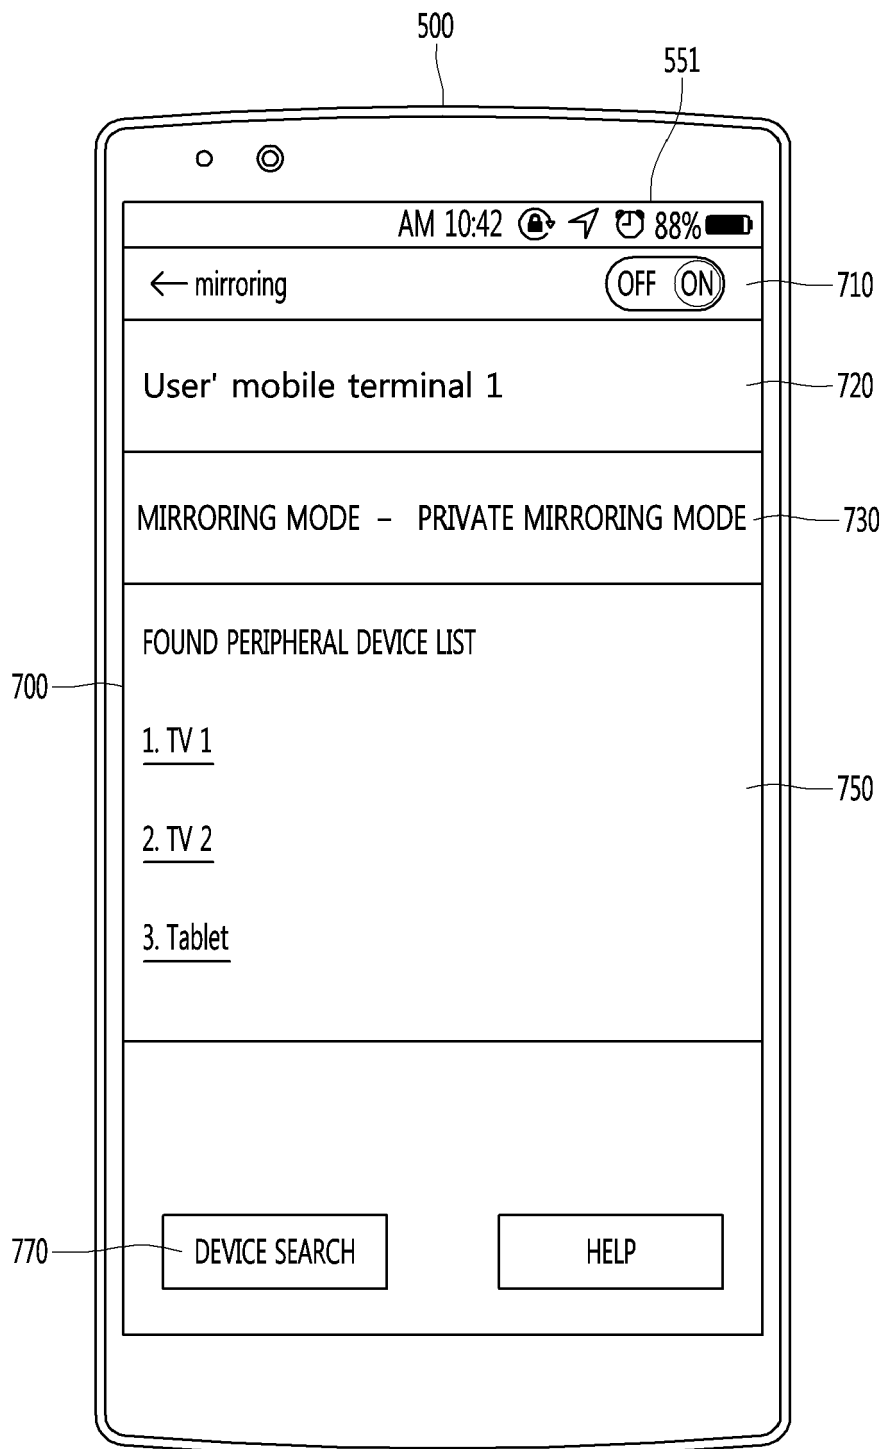 500
551
AM 10:42 88%
← mirroring OFF ON
710
User' mobile terminal 1
720
MIRRORING MODE – PRIVATE MIRRORING MODE
730
FOUND PERIPHERAL DEVICE LIST
700
1. TV 1
750
2. TV 2
3. Tablet
770
DEVICE SEARCH HELP